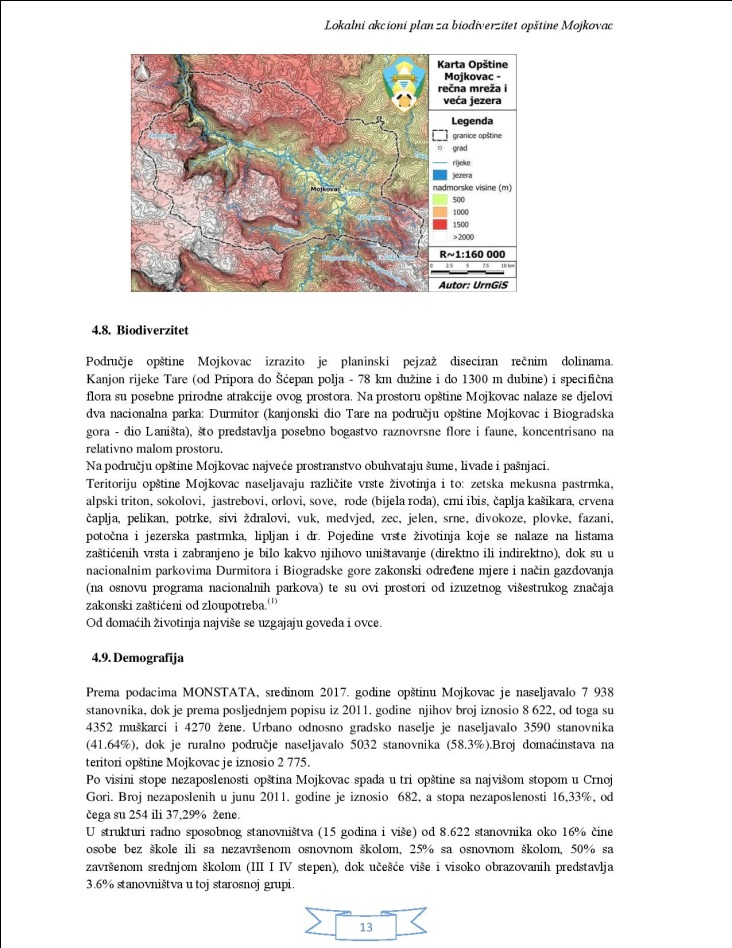 Lokalni akcioni plan za biodiverzitet opštine Mojkovac
Karta Opštine
Mojkovac -
rečna mreža i
veća jezera
Legenda
granice opštine
grad
rijeke
jezera
nadmorske visine (m)
500
1000
1500
>2000
R~1:160 000
0 2,5 5 7,5 10 km
Autor: UrnGiS
N
Mojkovac
4.8. Biodiverzitet
Područje opštine Mojkovac izrazito je planinski pejzaž diseciran rečnim dolinama.
Kanjon rijeke Tare (od Pripora do Šćepan polja - 78 km dužine i do 1300 m dubine) i specifična
flora su posebne prirodne atrakcije ovog prostora. Na prostoru opštine Mojkovac nalaze se djelovi
dva nacionalna parka: Durmitor (kanjonski dio Tare na području opštine Mojkovac i Biogradska
gora - dio Laništa), što predstavlja posebno bogastvo raznovrsne flore i faune, koncentrisano na
relativno malom prostoru.
Na području opštine Mojkovac najveće prostranstvo obuhvataju šume, livade i pašnjaci.
Teritoriju opštine Mojkovac naseljavaju različite vrste životinja i to: zetska mekusna pastrmka,
alpski triton, sokolovi, jastrebovi, orlovi, sove, rode (bijela roda), crni ibis, čaplja kašikara, crvena
čaplja, pelikan, potrke, sivi ždralovi, vuk, medvjed, zec, jelen, srne, divokoze, plovke, fazani,
potočna i jezerska pastrmka, lipljan i dr. Pojedine vrste životinja koje se nalaze na listama
zaštićenih vrsta i zabranjeno je bilo kakvo njihovo uništavanje (direktno ili indirektno), dok su u
nacionalnim parkovima Durmitora i Biogradske gore zakonski određene mjere i način gazdovanja
(na osnovu programa nacionalnih parkova) te su ovi prostori od izuzetnog višestrukog značaja
zakonski zaštićeni od zloupotreba.(1)
Od domaćih životinja najviše se uzgajaju goveda i ovce.
4.9. Demografija
Prema podacima MONSTATA, sredinom 2017. godine opštinu Mojkovac je naseljavalo 7 938
stanovnika, dok je prema posljednjem popisu iz 2011. godine njihov broj iznosio 8 622, od toga su
4352 muškarci i 4270 žene. Urbano odnosno gradsko naselje je naseljavalo 3590 stanovnika
(41.64%), dok je ruralno područje naseljavalo 5032 stanovnika (58.3%).Broj domaćinstava na
teritori opštine Mojkovac je iznosio 2 775.
Po visini stope nezaposlenosti opština Mojkovac spada u tri opštine sa najvišom stopom u Crnoj
Gori. Broj nezaposlenih u junu 2011. godine je iznosio 682, a stopa nezaposlenosti 16,33%, od
čega su 254 ili 37,29% žene.
U strukturi radno sposobnog stanovništva (15 godina i više) od 8.622 stanovnika oko 16% čine
osobe bez škole ili sa nezavršenom osnovnom školom, 25% sa osnovnom školom, 50% sa
završenom srednjom školom (III I IV stepen), dok učešće više i visoko obrazovanih predstavlja
3.6% stanovništva u toj starosnoj grupi.
13